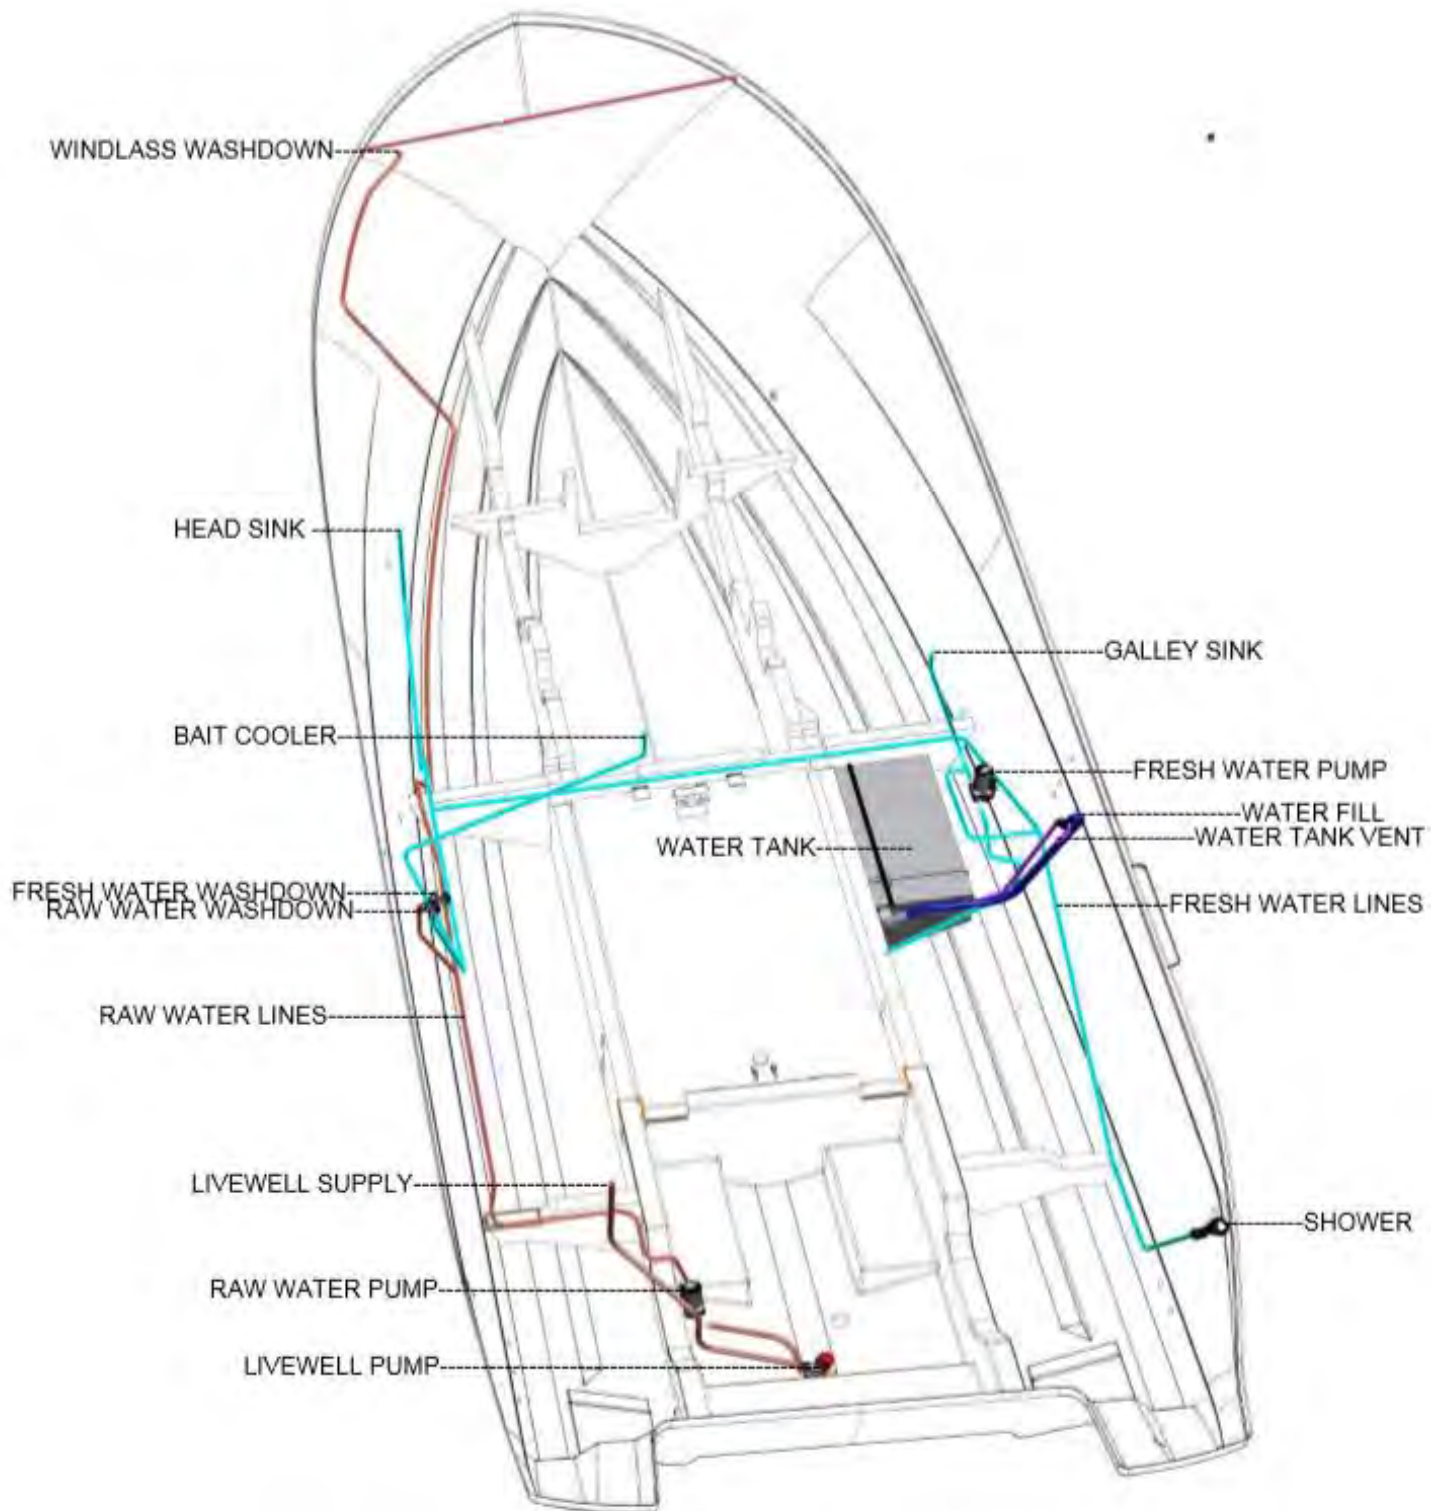 WINDLASS WASHDOWN
HEAD SINK
GALLEY SINK
BAIT COOLER
FRESH WATER PUMP
WATER FILL
WATER TANK VENT
WATER TANK
FRESH WATER WASHDOWN
RAW WATER WASHDOWN
FRESH WATER LINES
RAW WATER LINES
LIVEWELL SUPPLY
SHOWER
RAW WATER PUMP
LIVEWELL PUMP